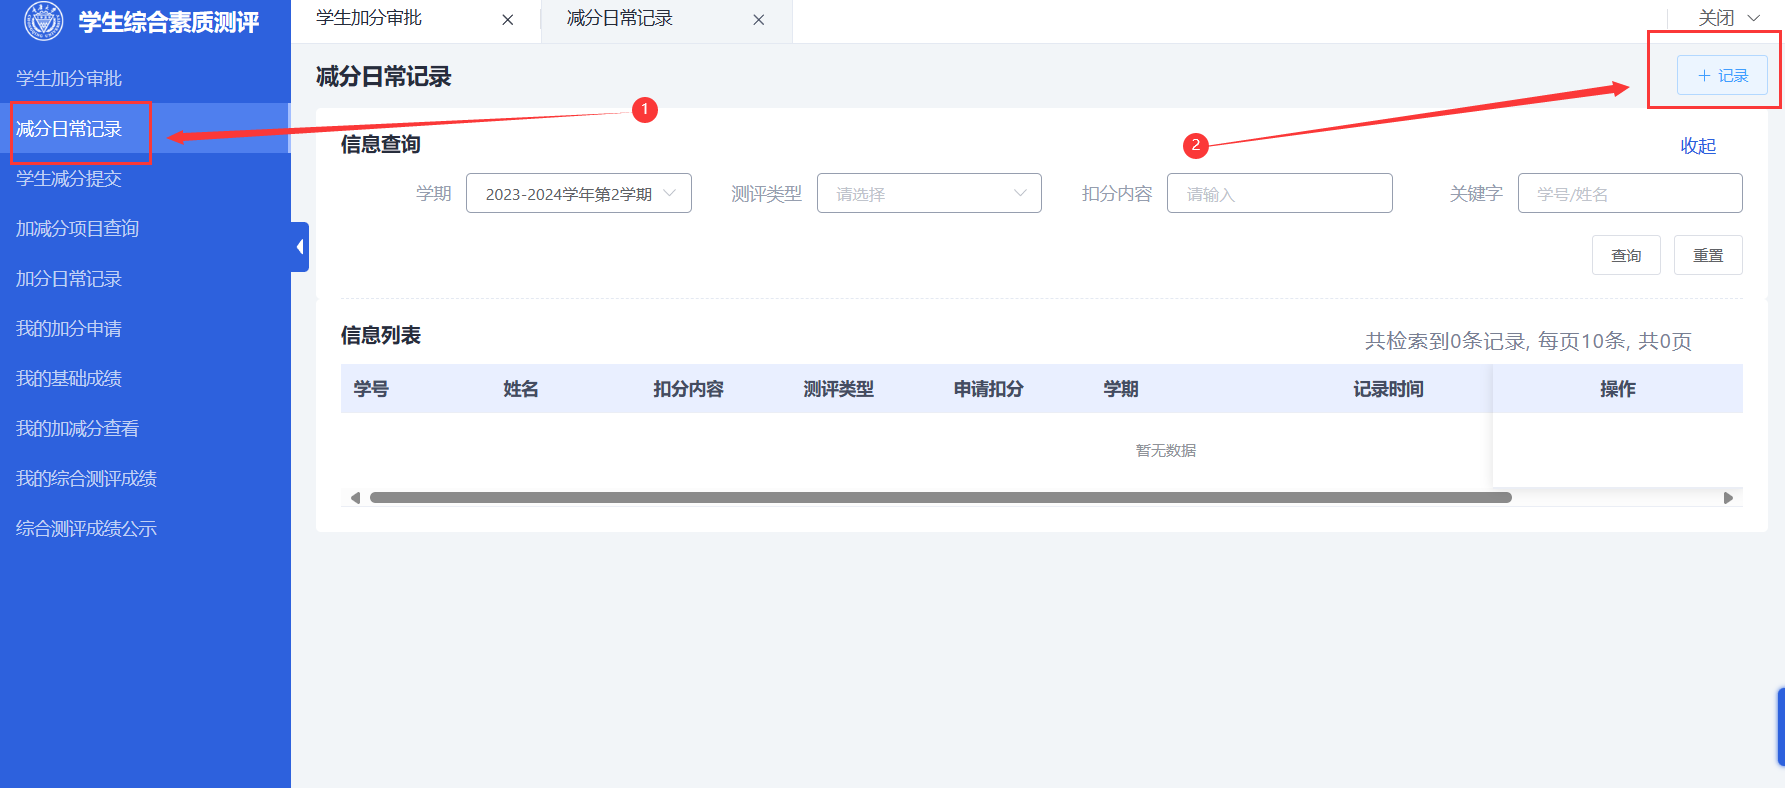 学生综合素质测评
学生加分审批
减分日常记录
学生减分提交
加减分项目查询
加分日常记录
我的加分申请
我的基础成绩
我的加减分查看
我的综合测评成绩
综合测评成绩公示
学生加分审批
减分日常记录
关闭
减分日常记录
记录
1
2
信息查询
收起
学期 2023-2024学年第2学期 测评类型 请选择 扣分内容 请输入 关键字 学号/姓名
查询 重置
信息列表
共检索到0条记录, 每页10条, 共0页
学号 姓名 扣分内容 测评类型 申请扣分 学期 记录时间 操作
暂无数据